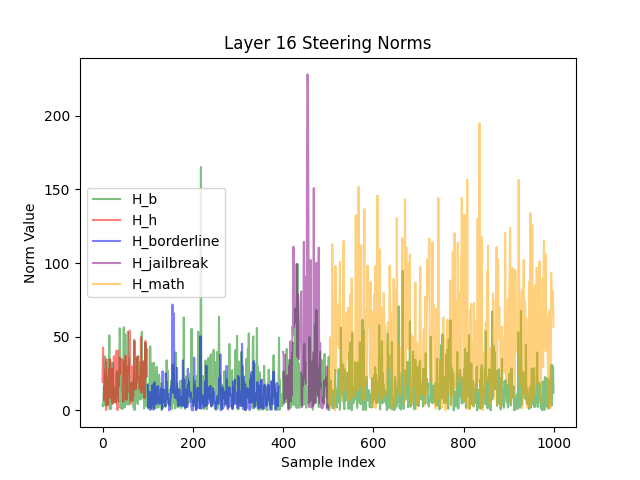 Layer 16 Steering Norms
Norm Value
200
150
100
50
0
H_b
H_h
H_borderline
H_jailbreak
H_math
0 200 400 600 800 1000
Sample Index